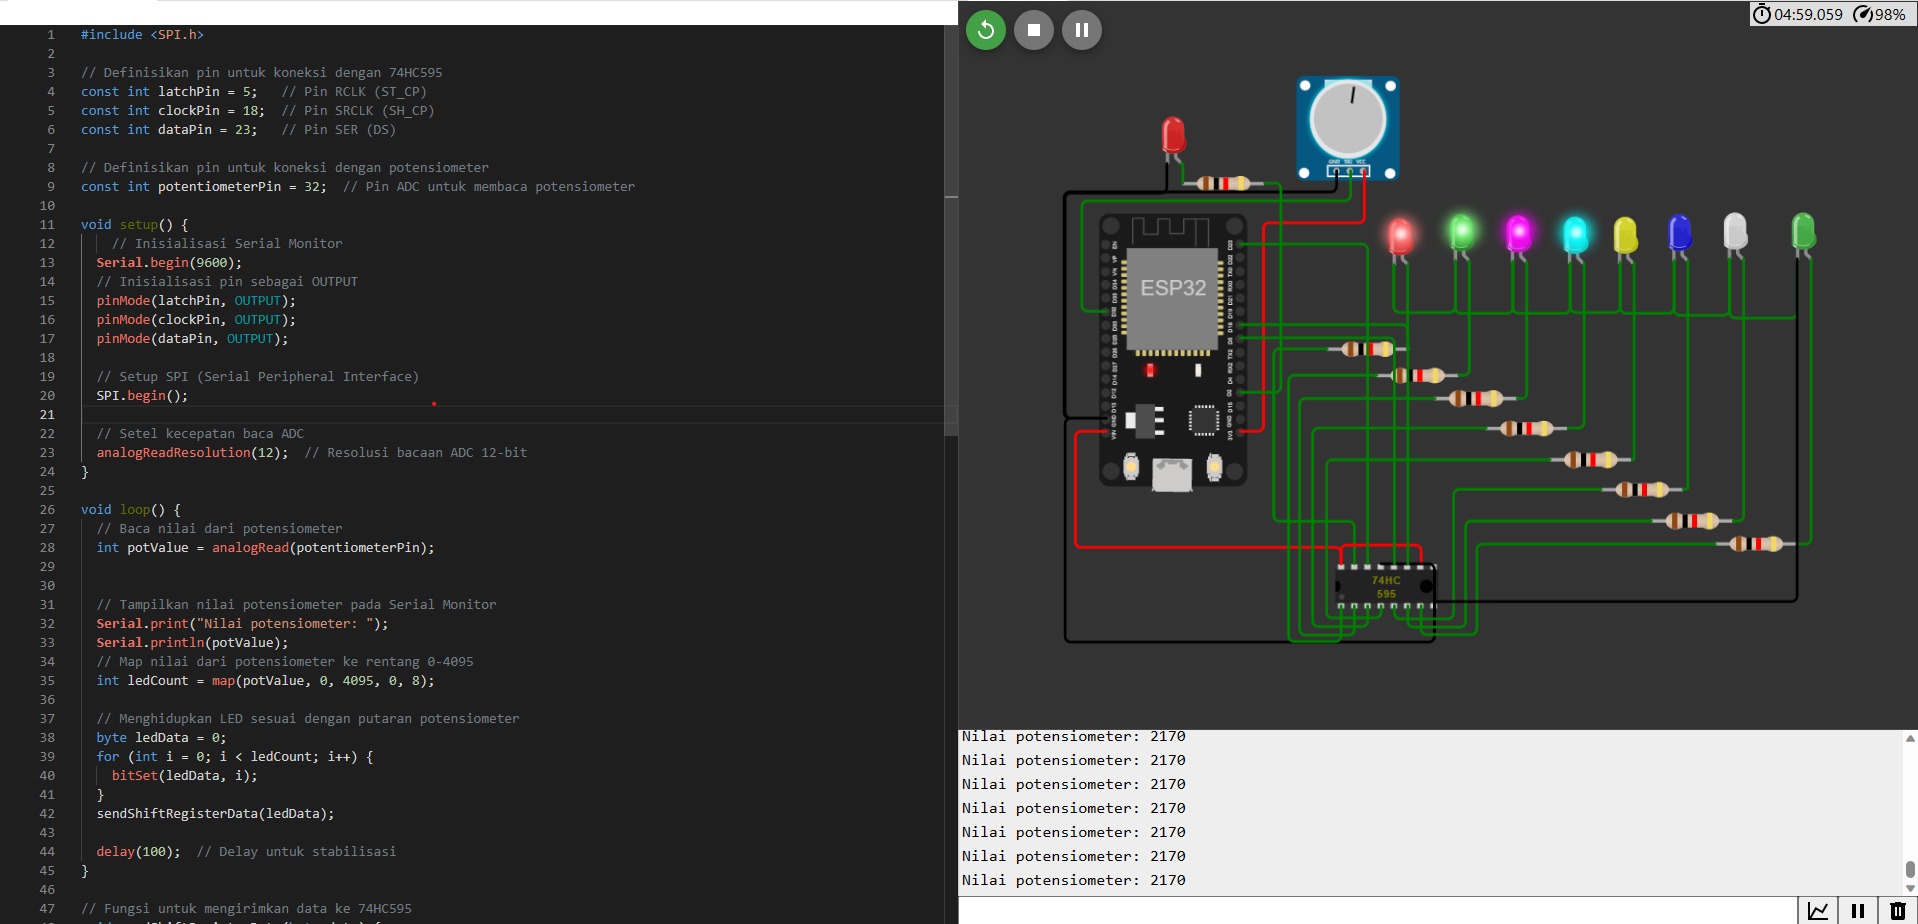 1 #include <SPI.h>
2
3 // Definisikan pin untuk koneksi dengan 74HC595
4 const int latchPin = 5;   // Pin RCLK (ST_CP)
5 const int clockPin = 18;  // Pin SRCLK (SH_CP)
6 const int dataPin = 23;   // Pin SER (DS)
7
8 // Definisikan pin untuk koneksi dengan potensiometer
9 const int potentiometerPin = 32;  // Pin ADC untuk membaca potensiometer
10
11 void setup() {
12     // Inisialisasi Serial Monitor
13   Serial.begin(9600);
14   // Inisialisasi pin sebagai OUTPUT
15   pinMode(latchPin, OUTPUT);
16   pinMode(clockPin, OUTPUT);
17   pinMode(dataPin, OUTPUT);
18
19   // Setup SPI (Serial Peripheral Interface)
20   SPI.begin();
21
22   // Setel kecepatan baca ADC
23   analogReadResolution(12);  // Resolusi bacaan ADC 12-bit
24 }
25
26 void loop() {
27   // Baca nilai dari potensiometer
28   int potValue = analogRead(potentiometerPin);
29
30
31   // Tampilkan nilai potensiometer pada Serial Monitor
32   Serial.print("Nilai potensiometer: ");
33   Serial.println(potValue);
34   // Map nilai dari potensiometer ke rentang 0-4095
35   int ledCount = map(potValue, 0, 4095, 0, 8);
36
37   // Menghidupkan LED sesuai dengan putaran potensiometer
38   byte ledData = 0;
39   for (int i = 0; i < ledCount; i++) {
40     bitSet(ledData, i);
41   }
42   sendShiftRegisterData(ledData);
43
44   delay(100);  // Delay untuk stabilisasi
45 }
46
47 // Fungsi untuk mengirimkan data ke 74HC595
04:59.059 98%
GND SIG VCC
ESP32
74HC
595
Nilai potensiometer: 2170
Nilai potensiometer: 2170
Nilai potensiometer: 2170
Nilai potensiometer: 2170
Nilai potensiometer: 2170
Nilai potensiometer: 2170
Nilai potensiometer: 2170